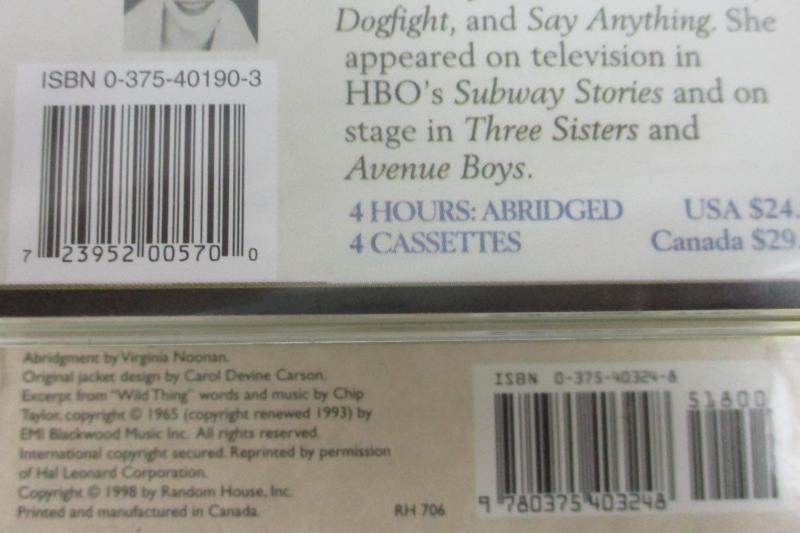 Dogfight, and Say Anything. She
appeared on television in
HBO's Subway Stories and on
stage in Three Sisters and
Avenue Boys.
4 HOURS: ABRIDGED USA $24.
4 CASSETTES Canada $29.
ISBN 0-375-40190-3
7 23952 00570 0
Abridgment by Virginia Noonan.
Original jacket design by Carol Devine Carson.
Excerpt from "Wild Thing" words and music by Chip
Taylor, copyright © 1965 (copyright renewed 1993) by
EMI Blackwood Music Inc. All rights reserved.
International copyright secured. Reprinted by permission
of Hal Leonard Corporation.
Copyright © 1998 by Random House, Inc.
Printed and manufactured in Canada.
RH 706
ISBN 0-375-40324-8
51800
9 780375 403248